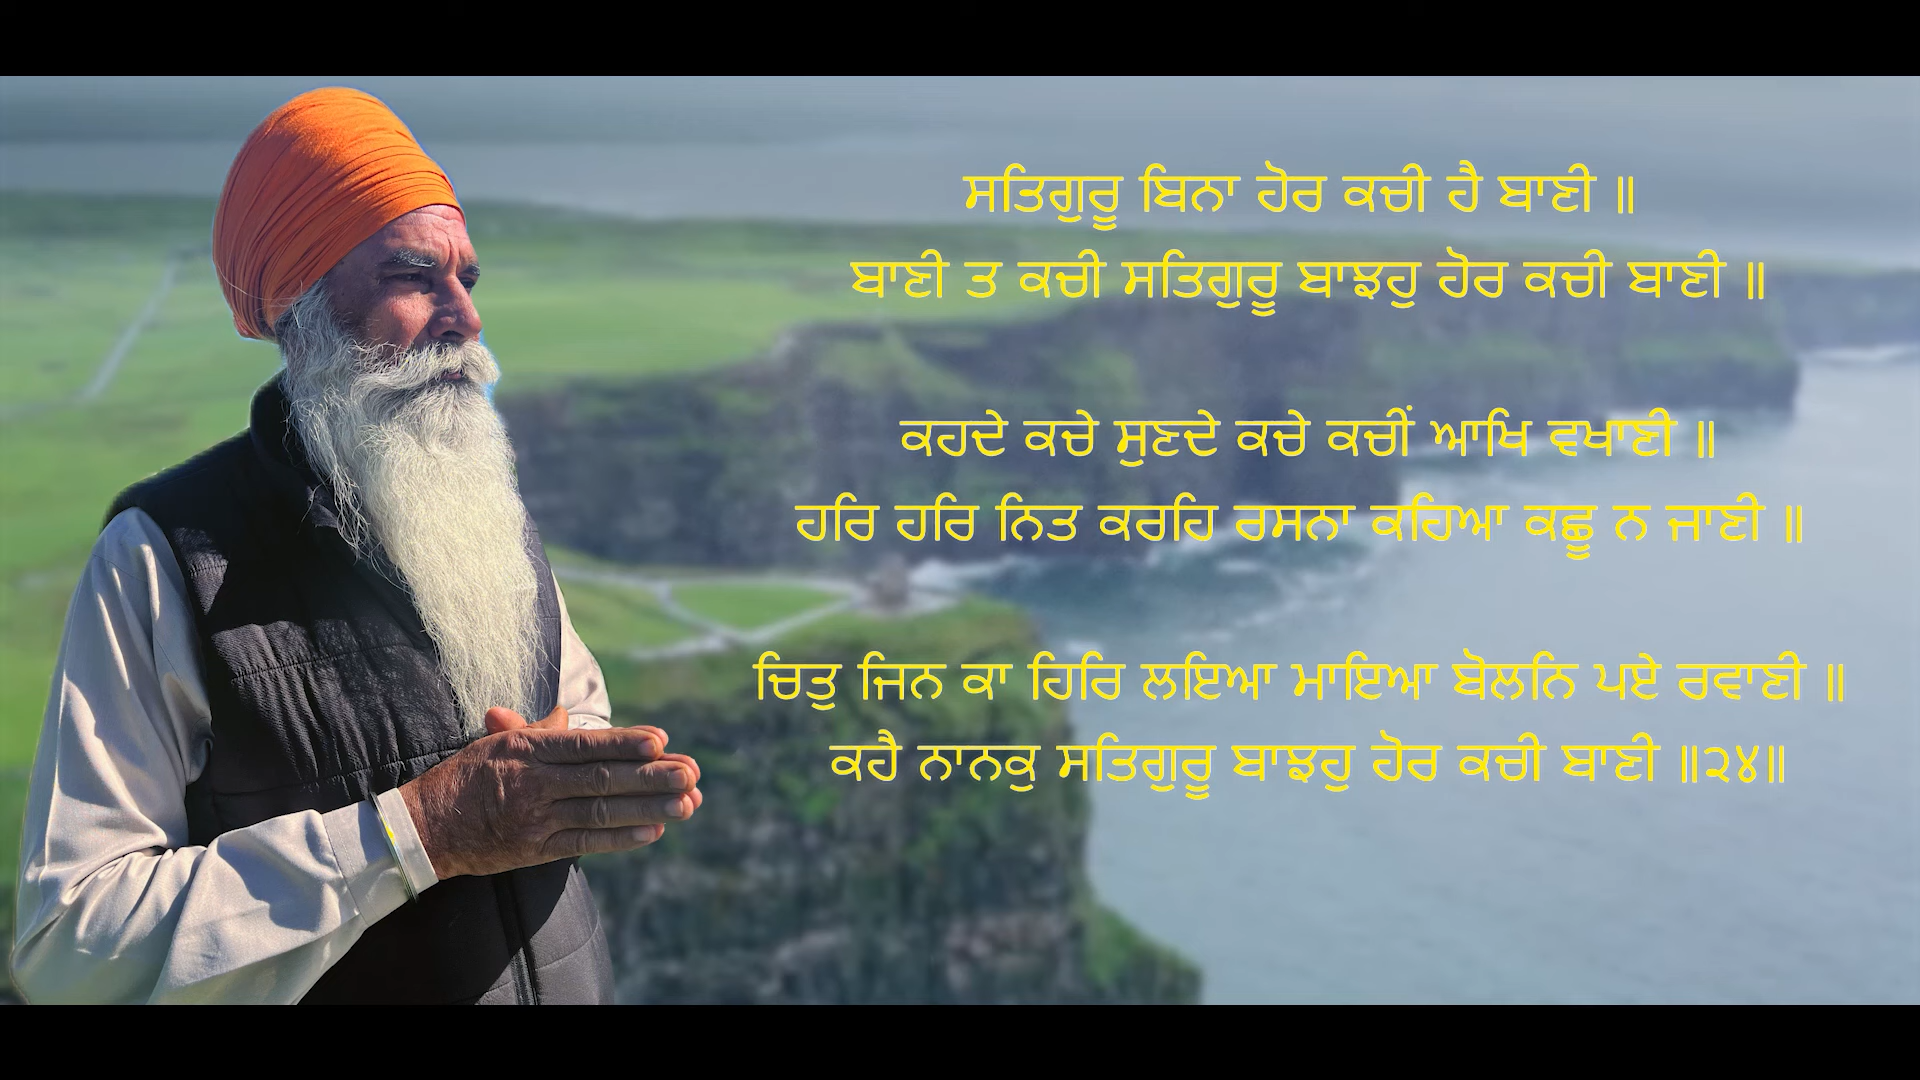 ਸਤਿਗੁਰੂ ਬਿਨਾ ਹੋਰ ਕਚੀ ਹੈ ਬਾਣੀ ॥
ਬਾਣੀ ਤ ਕਚੀ ਸਤਿਗੁਰੂ ਬਾਝਹੁ ਹੋਰ ਕਚੀ ਬਾਣੀ ॥
ਕਹਦੇ ਕਚੇ ਸੁਣਦੇ ਕਚੇ ਕਚੀਂ ਆਖਿ ਵਖਾਣੀ ॥
ਹਰਿ ਹਰਿ ਨਿਤ ਕਰਹਿ ਰਸਨਾ ਕਹਿਆ ਕਛੂ ਨ ਜਾਣੀ ॥
ਚਿਤੁ ਜਿਨ ਕਾ ਹਿਰਿ ਲਇਆ ਮਾਇਆ ਬੋਲਨਿ ਪਏ ਰਵਾਣੀ ॥
ਕਹੈ ਨਾਨਕੁ ਸਤਿਗੁਰੂ ਬਾਝਹੁ ਹੋਰ ਕਚੀ ਬਾਣੀ ॥੨੪॥